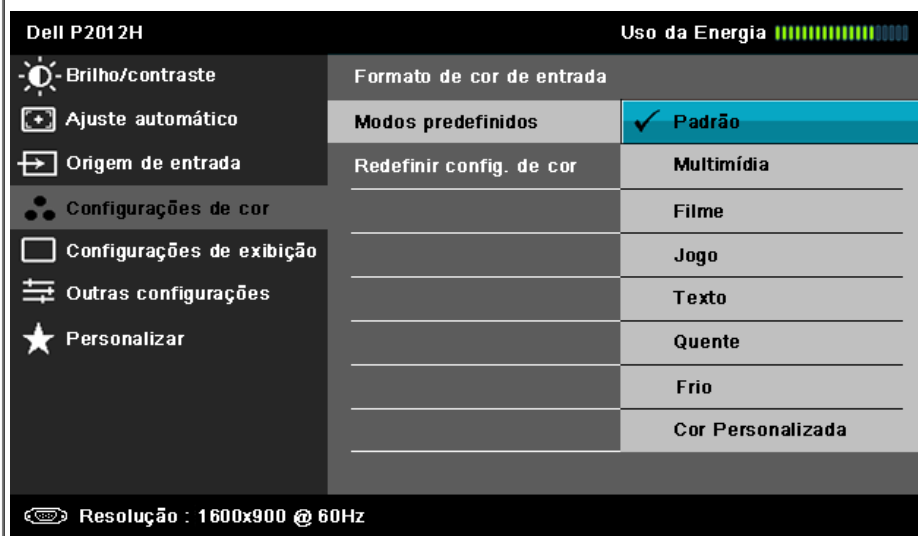 Dell P2012H
Uso da Energia
Brilho/contraste
Ajuste automático
Origem de entrada
Configurações de cor
Configurações de exibição
Outras configurações
Personalizar
Formato de cor de entrada
Modos predefinidos
Redefinir config. de cor
Padrão
Multimídia
Filme
Jogo
Texto
Quente
Frio
Cor Personalizada
Resolução : 1600x900 @ 60Hz